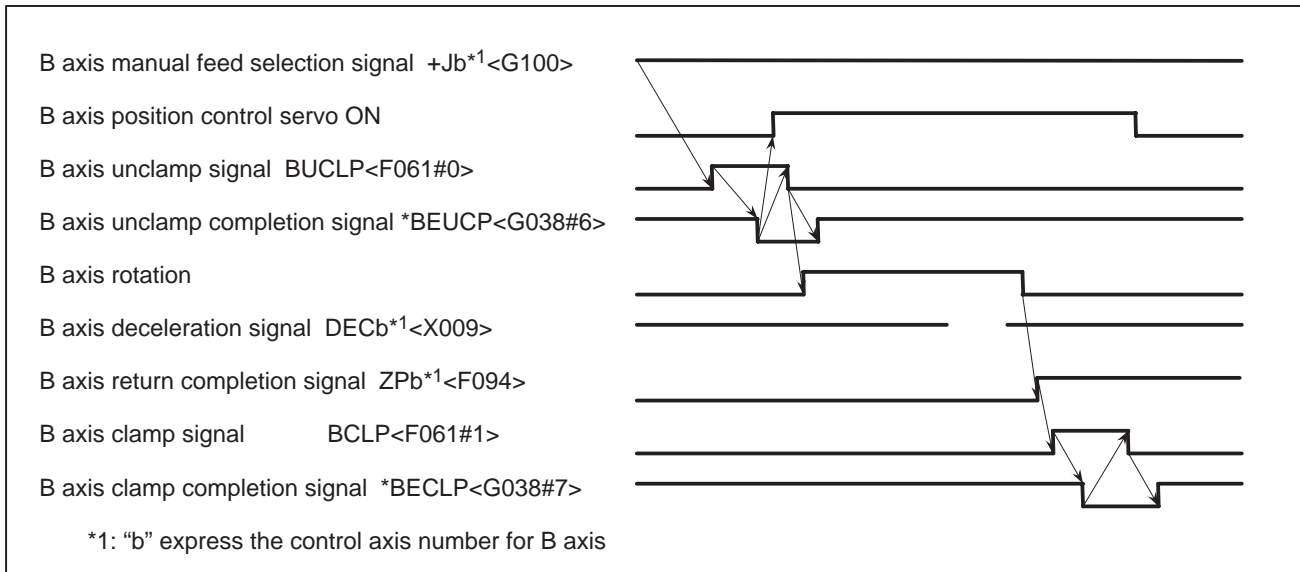 B axis manual feed selection signal +Jb*1<G100>
B axis position control servo ON
B axis unclamp signal BUCLP<F061#0>
B axis unclamp completion signal *BEUCP<G038#6>
B axis rotation
B axis deceleration signal DECb*1<X009>
B axis return completion signal ZPb*1<F094>
B axis clamp signal BCLP<F061#1>
B axis clamp completion signal *BECLP<G038#7>
*1: “b” express the control axis number for B axis